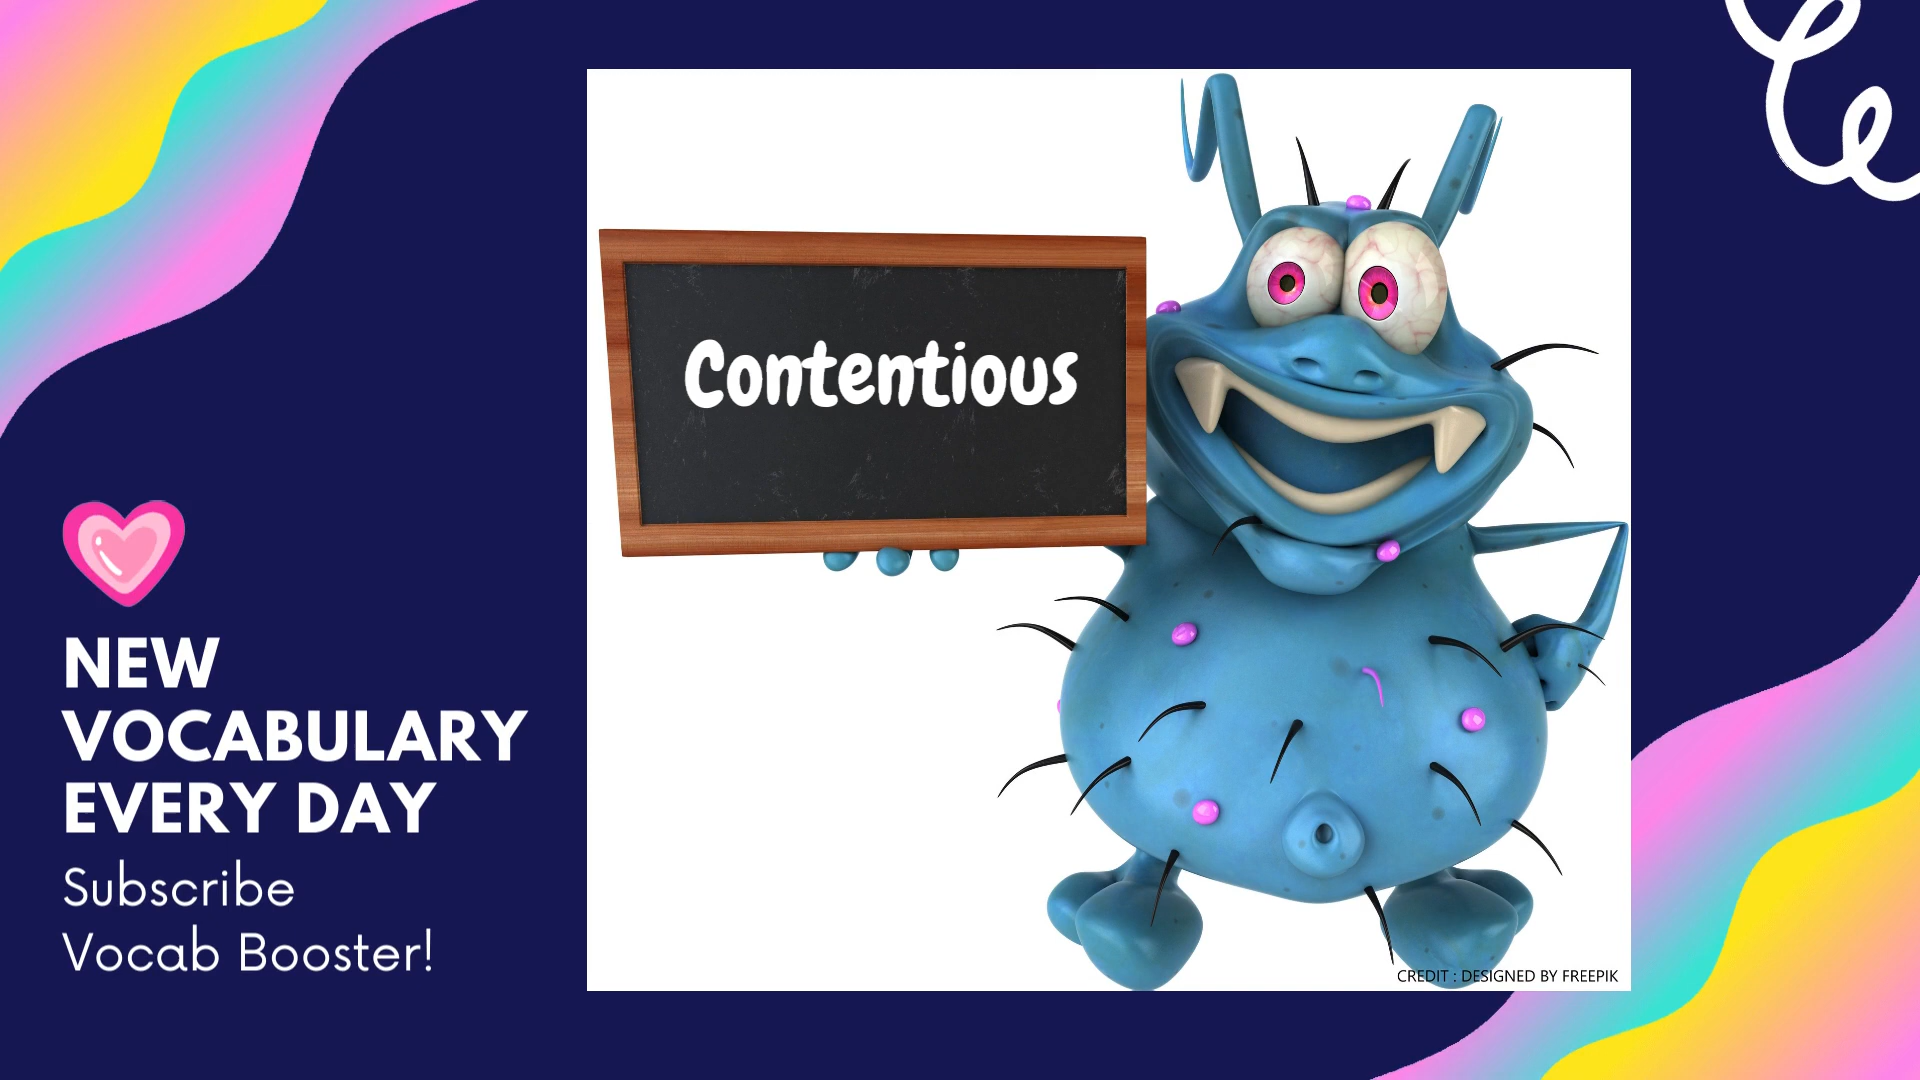 Contentious
NEW
VOCABULARY
EVERY DAY
Subscribe
Vocab Booster!
CREDIT : DESIGNED BY FREEPIK